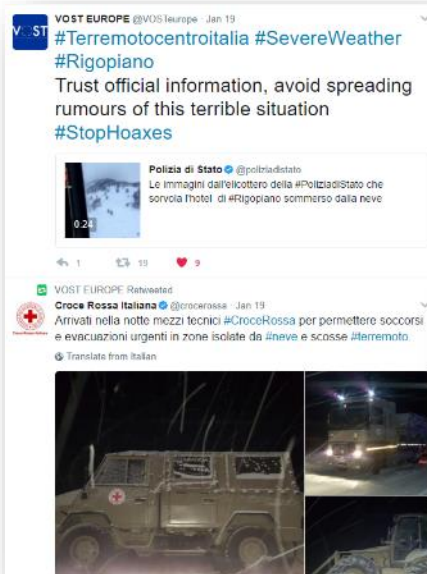 VOST EUROPE @VOSTeurope · Jan 19
VOST
#Terremotocentroitalia #SevereWeather
#Rigopiano
Trust official information, avoid spreading
rumours of this terrible situation
#StopHoaxes
Polizia di Stato @poliziadistato
Le immagini dall'elicottero della #PoliziadiStato che
sorvola l'hotel di #Rigopiano sommerso dalla neve
0:24
1 19 9
VOST EUROPE Retweeted
Croce Rossa Italiana @crocerossa · Jan 19
Arrivati nella notte mezzi tecnici #CroceRossa per permettere soccorsi
e evacuazioni urgenti in zone isolate da #neve e scosse #terremoto
Translate from Italian